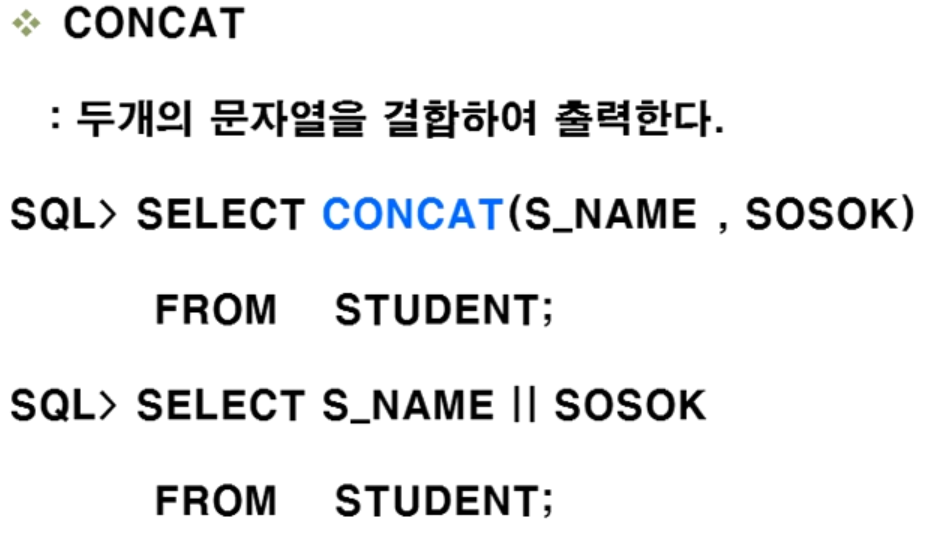 ❖ CONCAT
: 두개의 문자열을 결합하여 출력한다.
SQL> SELECT CONCAT(S_NAME , SOSOK)
FROM STUDENT;
SQL> SELECT S_NAME || SOSOK
FROM STUDENT;